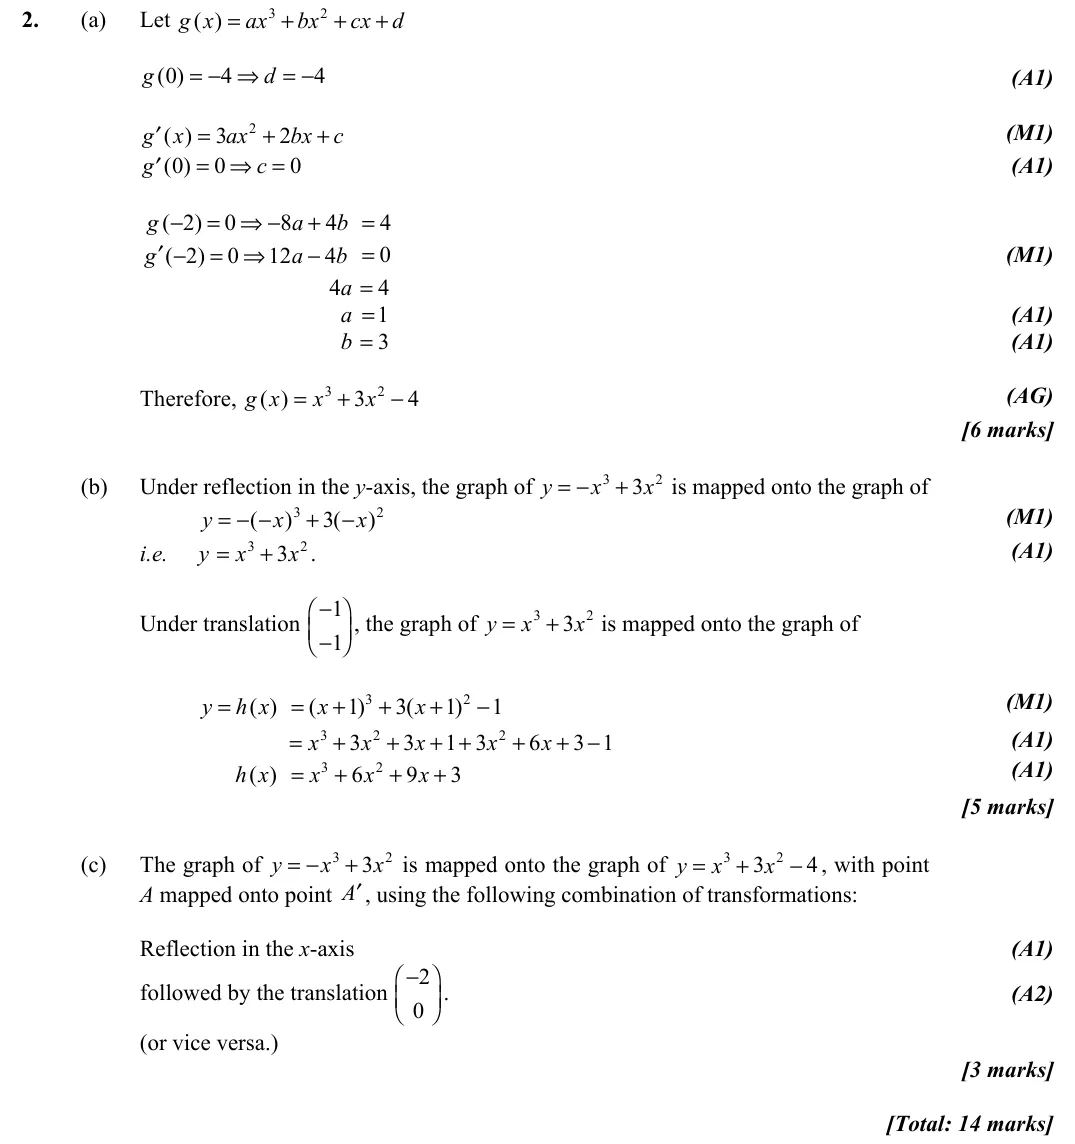 2. (a) Let g(x) = ax³ + bx² + cx + d
g(0) = −4 ⇒ d = −4 (A1)
g′(x) = 3ax² + 2bx + c (M1)
g′(0) = 0 ⇒ c = 0 (A1)
g(−2) = 0 ⇒ −8a + 4b = 4
g′(−2) = 0 ⇒ 12a − 4b = 0 (M1)
4a = 4
a = 1 (A1)
b = 3 (A1)
Therefore, g(x) = x³ + 3x² − 4 (AG)
[6 marks]
(b) Under reflection in the y-axis, the graph of y = −x³ + 3x² is mapped onto the graph of
y = −(−x)³ + 3(−x)² (M1)
i.e. y = x³ + 3x². (A1)
Under translation (−1 −1), the graph of y = x³ + 3x² is mapped onto the graph of
y = h(x) = (x+1)³ + 3(x+1)² − 1 (M1)
= x³ + 3x² + 3x + 1 + 3x² + 6x + 3 − 1 (A1)
h(x) = x³ + 6x² + 9x + 3 (A1)
[5 marks]
(c) The graph of y = −x³ + 3x² is mapped onto the graph of y = x³ + 3x² − 4, with point
A mapped onto point A′, using the following combination of transformations:
Reflection in the x-axis (A1)
followed by the translation (−2 0). (A2)
(or vice versa.)
[3 marks]
[Total: 14 marks]